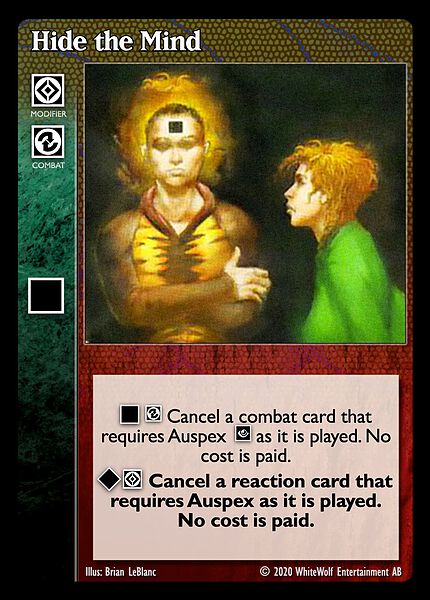 Hide the Mind
MODIFIER
COMBAT
Cancel a combat card that
requires Auspex as it is played. No
cost is paid.
Cancel a reaction card that
requires Auspex as it is played.
No cost is paid.
Illus: Brian LeBlanc
© 2020 WhiteWolf Entertainment AB